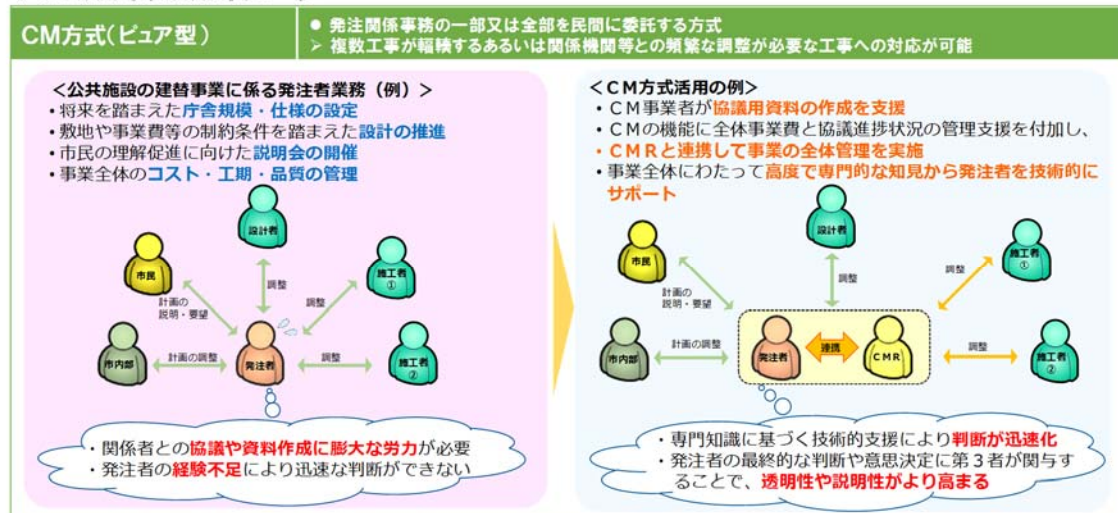 CM方式(ピュア型)
● 発注関係事務の一部又は全部を民間に委託する方式
➢ 複数工事が輻輳するあるいは関係機関等との頻繁な調整が必要な工事への対応が可能
<公共施設の建替事業に係る発注者業務(例)>
・将来を踏まえた庁舎規模・仕様の設定
・敷地や事業費等の制約条件を踏まえた設計の推進
・市民の理解促進に向けた説明会の開催
・事業全体のコスト・工期・品質の管理
設計者
市民
施工者
①
調整
計画の
説明・要望
調整
市内部
計画の調整
発注者
調整
施工者
②
・関係者との協議や資料作成に膨大な労力が必要
・発注者の経験不足により迅速な判断ができない
<CM方式活用の例>
・CM事業者が協議用資料の作成を支援
・CMの機能に全体事業費と協議進捗状況の管理支援を付加し、
・CMRと連携して事業の全体管理を実施
・事業全体にわたって高度で専門的な知見から発注者を技術的に
サポート
設計者
市民
施工者
①
調整
調整
計画の
説明・要望
市内部
計画の調整
発注者
連携
CMR
調整
施工者
②
・専門知識に基づく技術的支援により判断が迅速化
・発注者の最終的な判断や意思決定に第3者が関与す
ることで、透明性や説明性がより高まる